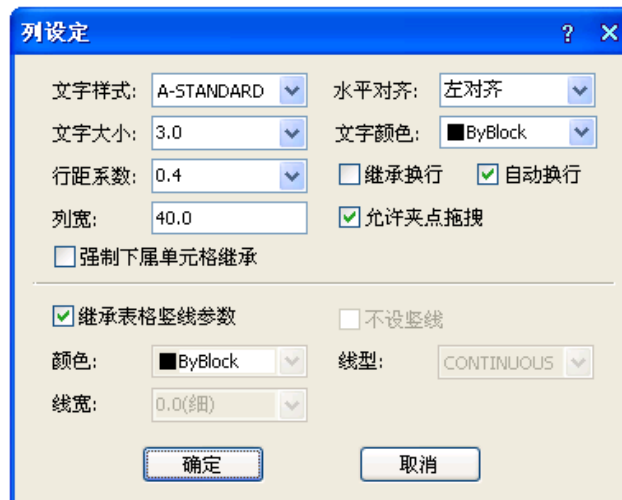 列设定
文字样式: A-STANDARD 水平对齐: 左对齐
文字大小: 3.0 文字颜色: ByBlock
行距系数: 0.4 继承换行 自动换行
列宽: 40.0 允许夹点拖拽
强制下属单元格继承
继承表格竖线参数 不设竖线
颜色: ByBlock 线型: CONTINUOUS
线宽: 0.0(细)
确定 取消